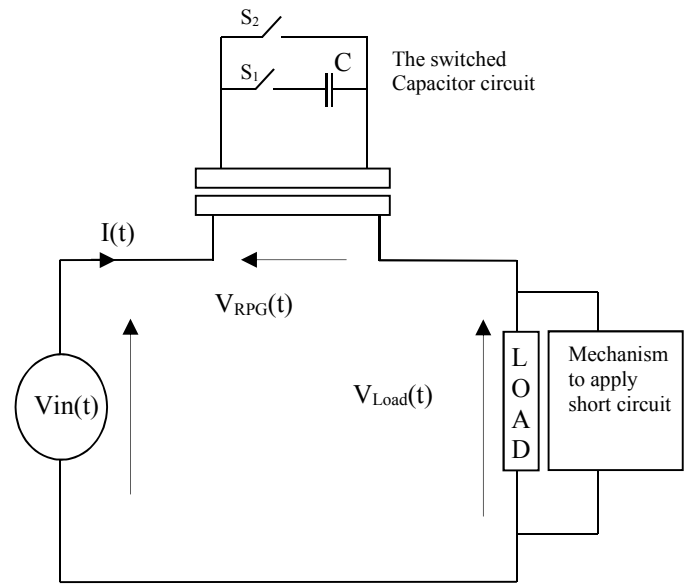 S2
S1
C
The switched
Capacitor circuit
I(t)
VRPG(t)
Vin(t)
VLoad(t)
L
O
A
D
Mechanism
to apply
short circuit